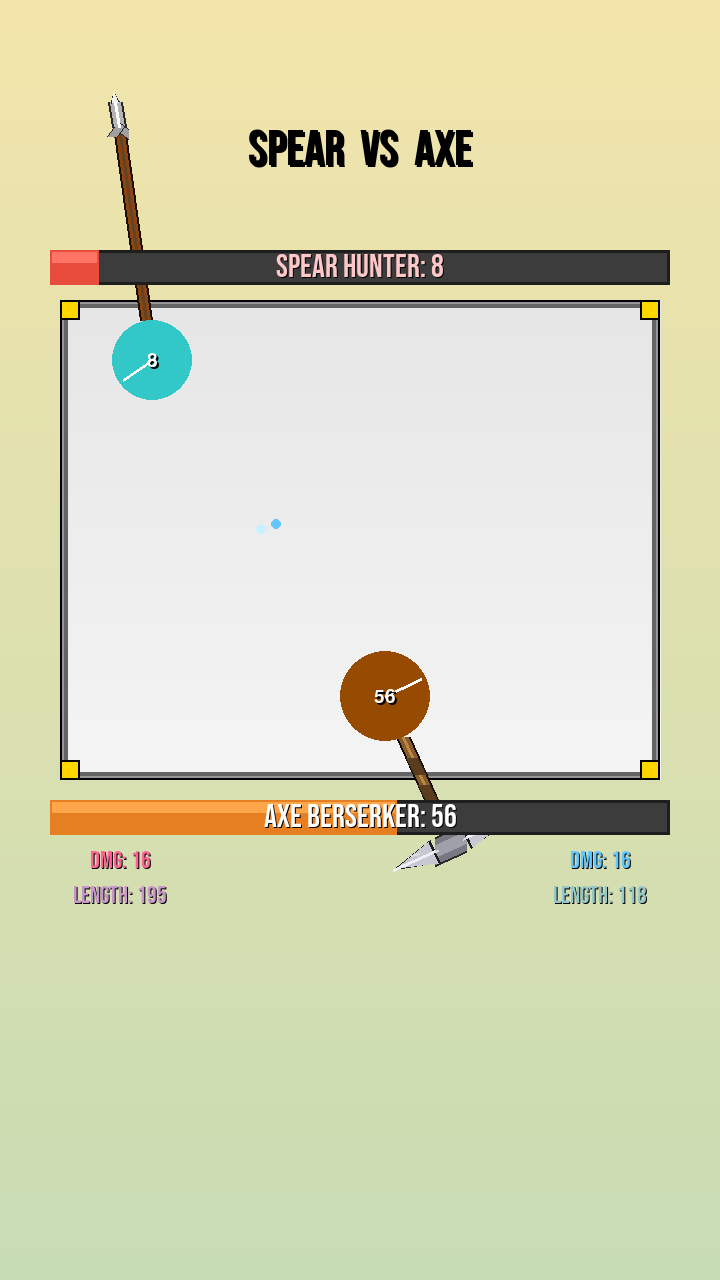 SPEAR VS AXE
SPEAR HUNTER: 8
8
56
AXE BERSERKER: 56
DMG: 16
DMG: 16
LENGTH: 195
LENGTH: 118